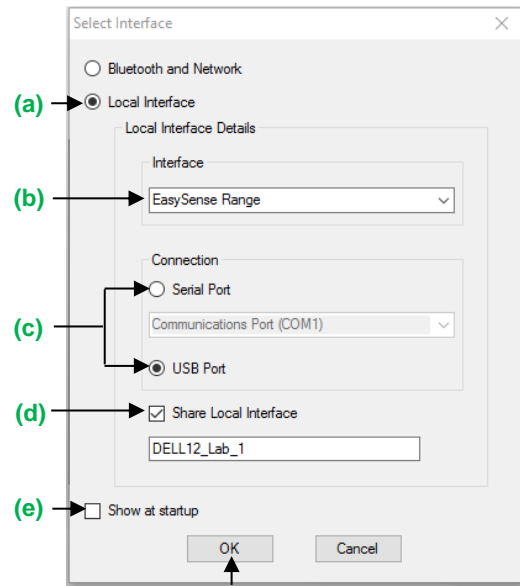 Select Interface
Bluetooth and Network
(a)
Local Interface
Local Interface Details
Interface
(b)
EasySense Range
Connection
Serial Port
(c)
Communications Port (COM1)
USB Port
(d)
Share Local Interface
DELL12_Lab_1
(e)
Show at startup
OK
Cancel